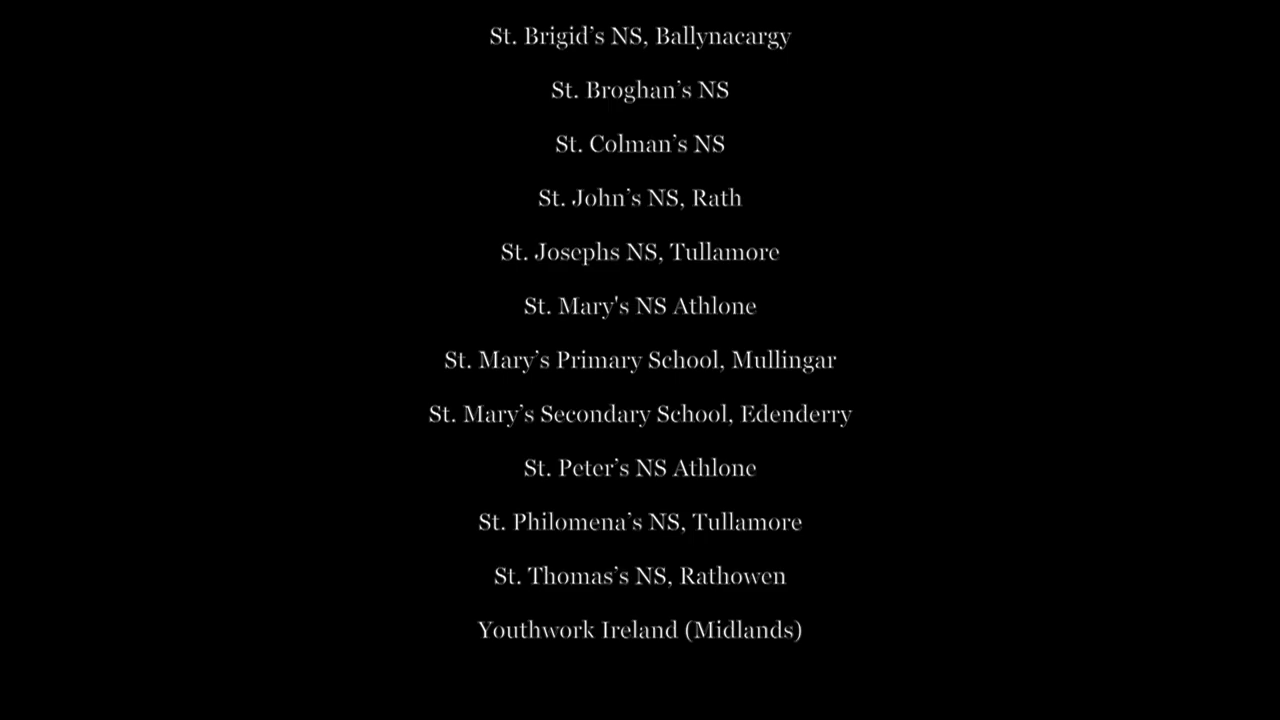 St. Brigid’s NS, Ballynacargy
St. Broghan’s NS
St. Colman’s NS
St. John’s NS, Rath
St. Josephs NS, Tullamore
St. Mary's NS Athlone
St. Mary’s Primary School, Mullingar
St. Mary’s Secondary School, Edenderry
St. Peter’s NS Athlone
St. Philomena’s NS, Tullamore
St. Thomas’s NS, Rathowen
Youthwork Ireland (Midlands)